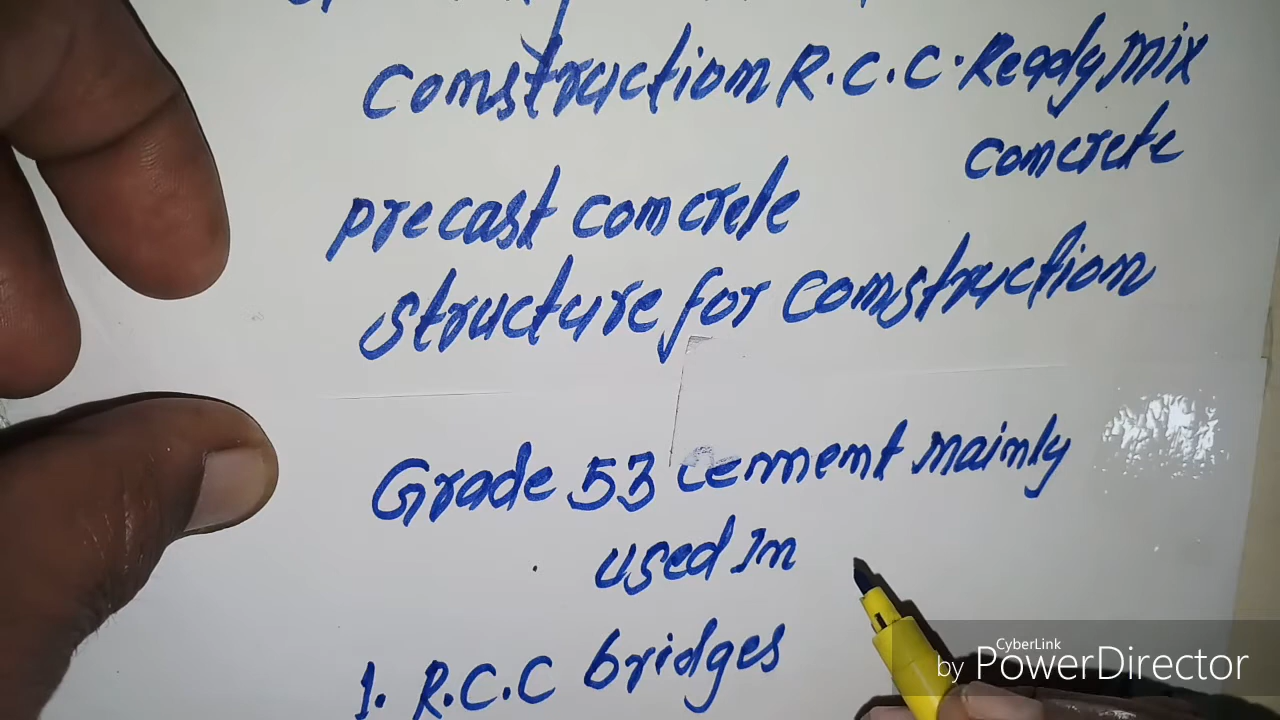 Construction R.C.C. Ready mix
concrete
precast concrete
structure for construction
Grade 53 cement mainly
used In
1. R.C.C bridges
CyberLink
by PowerDirector